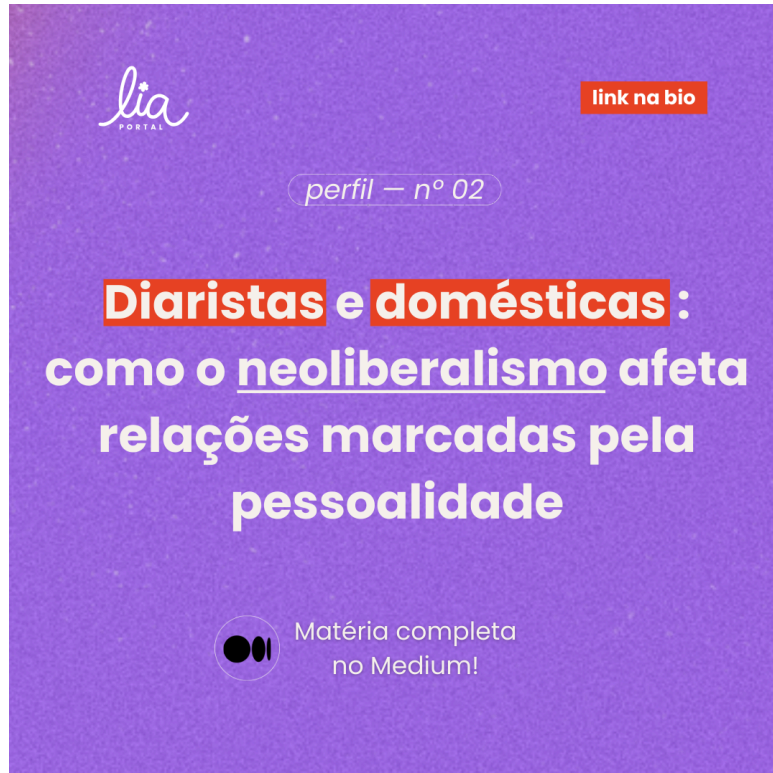 lia
PORTAL
link na bio
perfil — nº 02
Diaristas e domésticas :
como o neoliberalismo afeta
relações marcadas pela
pessoalidade
Matéria completa
no Medium!